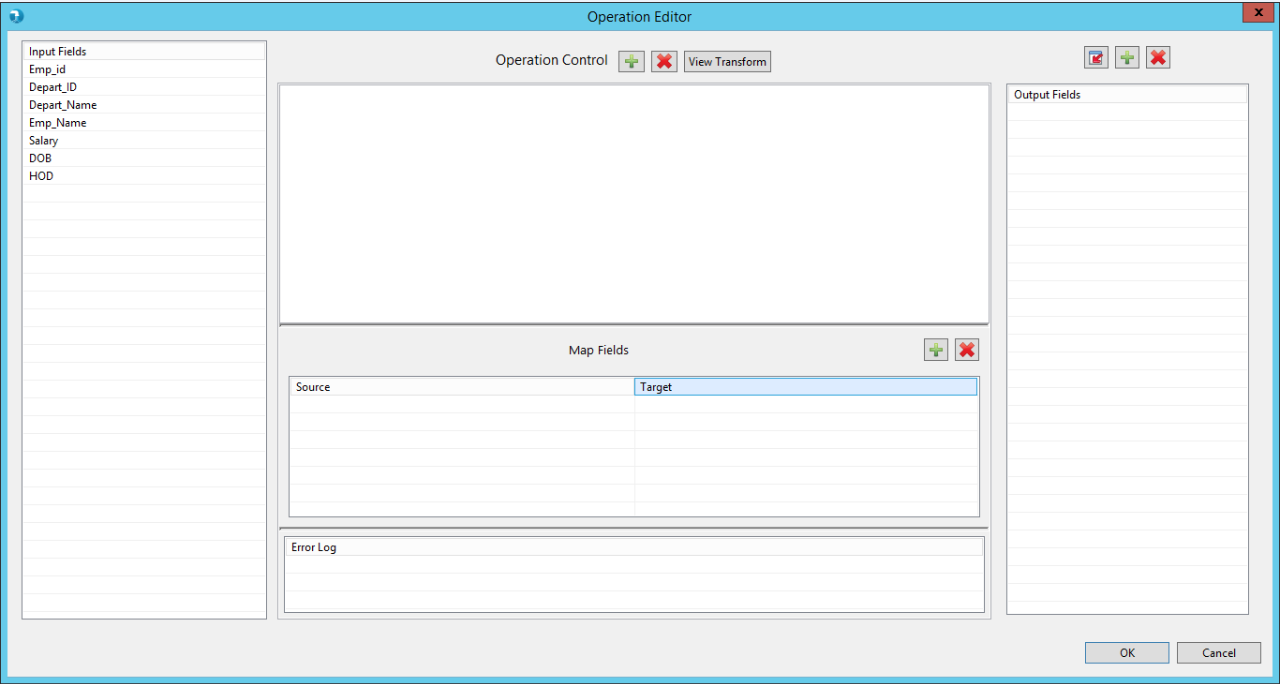 Operation Editor
x
Input Fields
Emp_id
Depart_ID
Depart_Name
Emp_Name
Salary
DOB
HOD
Operation Control
View Transform
Map Fields
Source Target
Error Log
Output Fields
OK Cancel